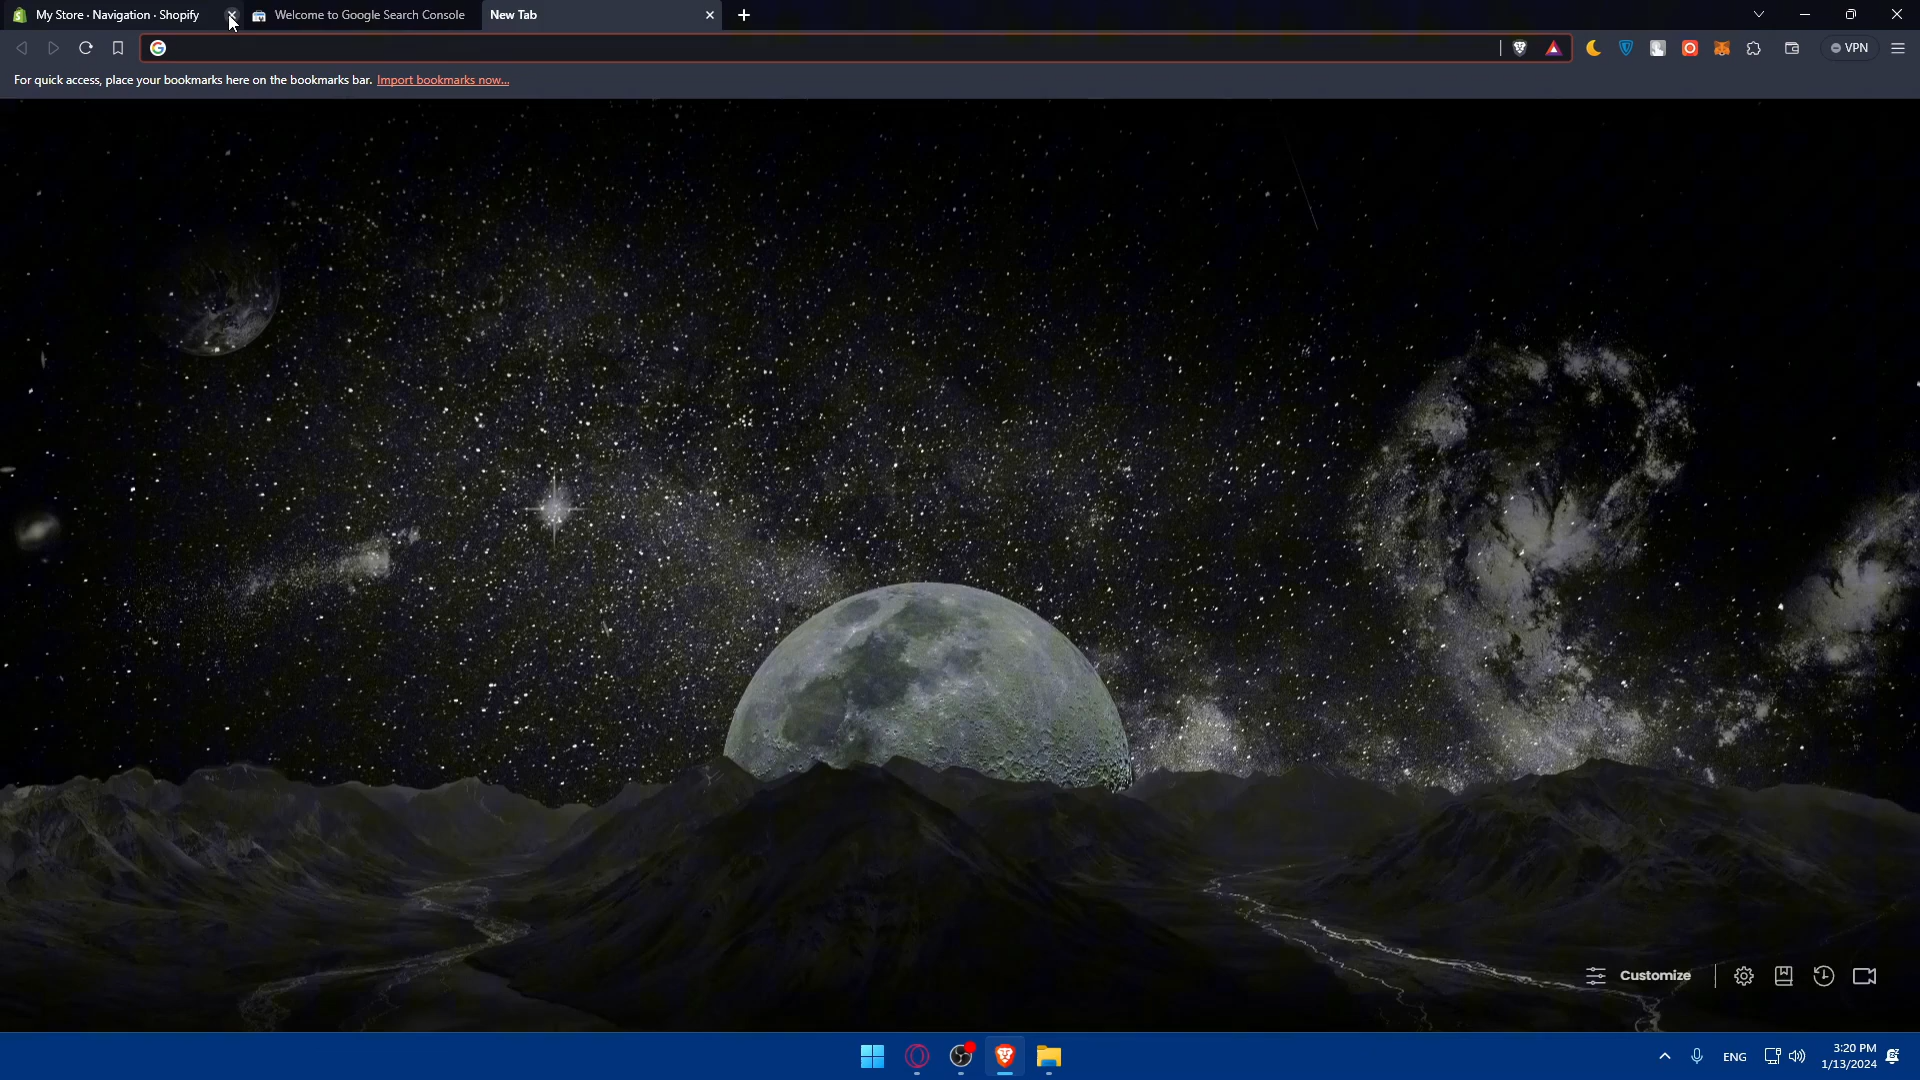 My Store · Navigation · Shopify
Welcome to Google Search Console
New Tab
VPN
For quick access, place your bookmarks here on the bookmarks bar. Import bookmarks now...
Customize
ENG
3:20 PM
1/13/2024